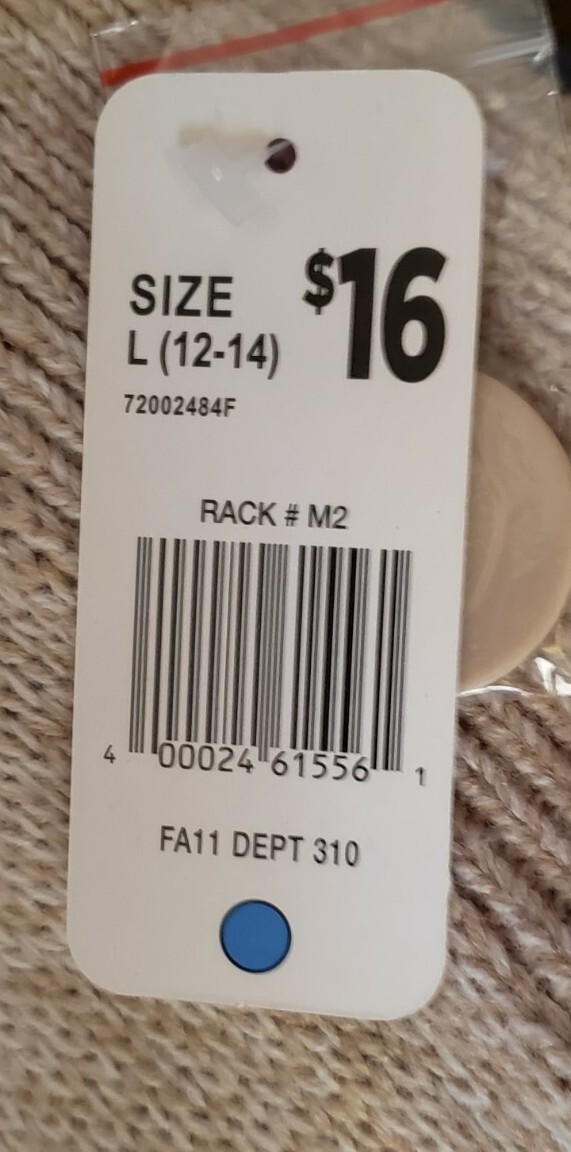 SIZE $16
L (12-14)
72002484F
RACK # M2
4 00024 61556 1
FA11 DEPT 310